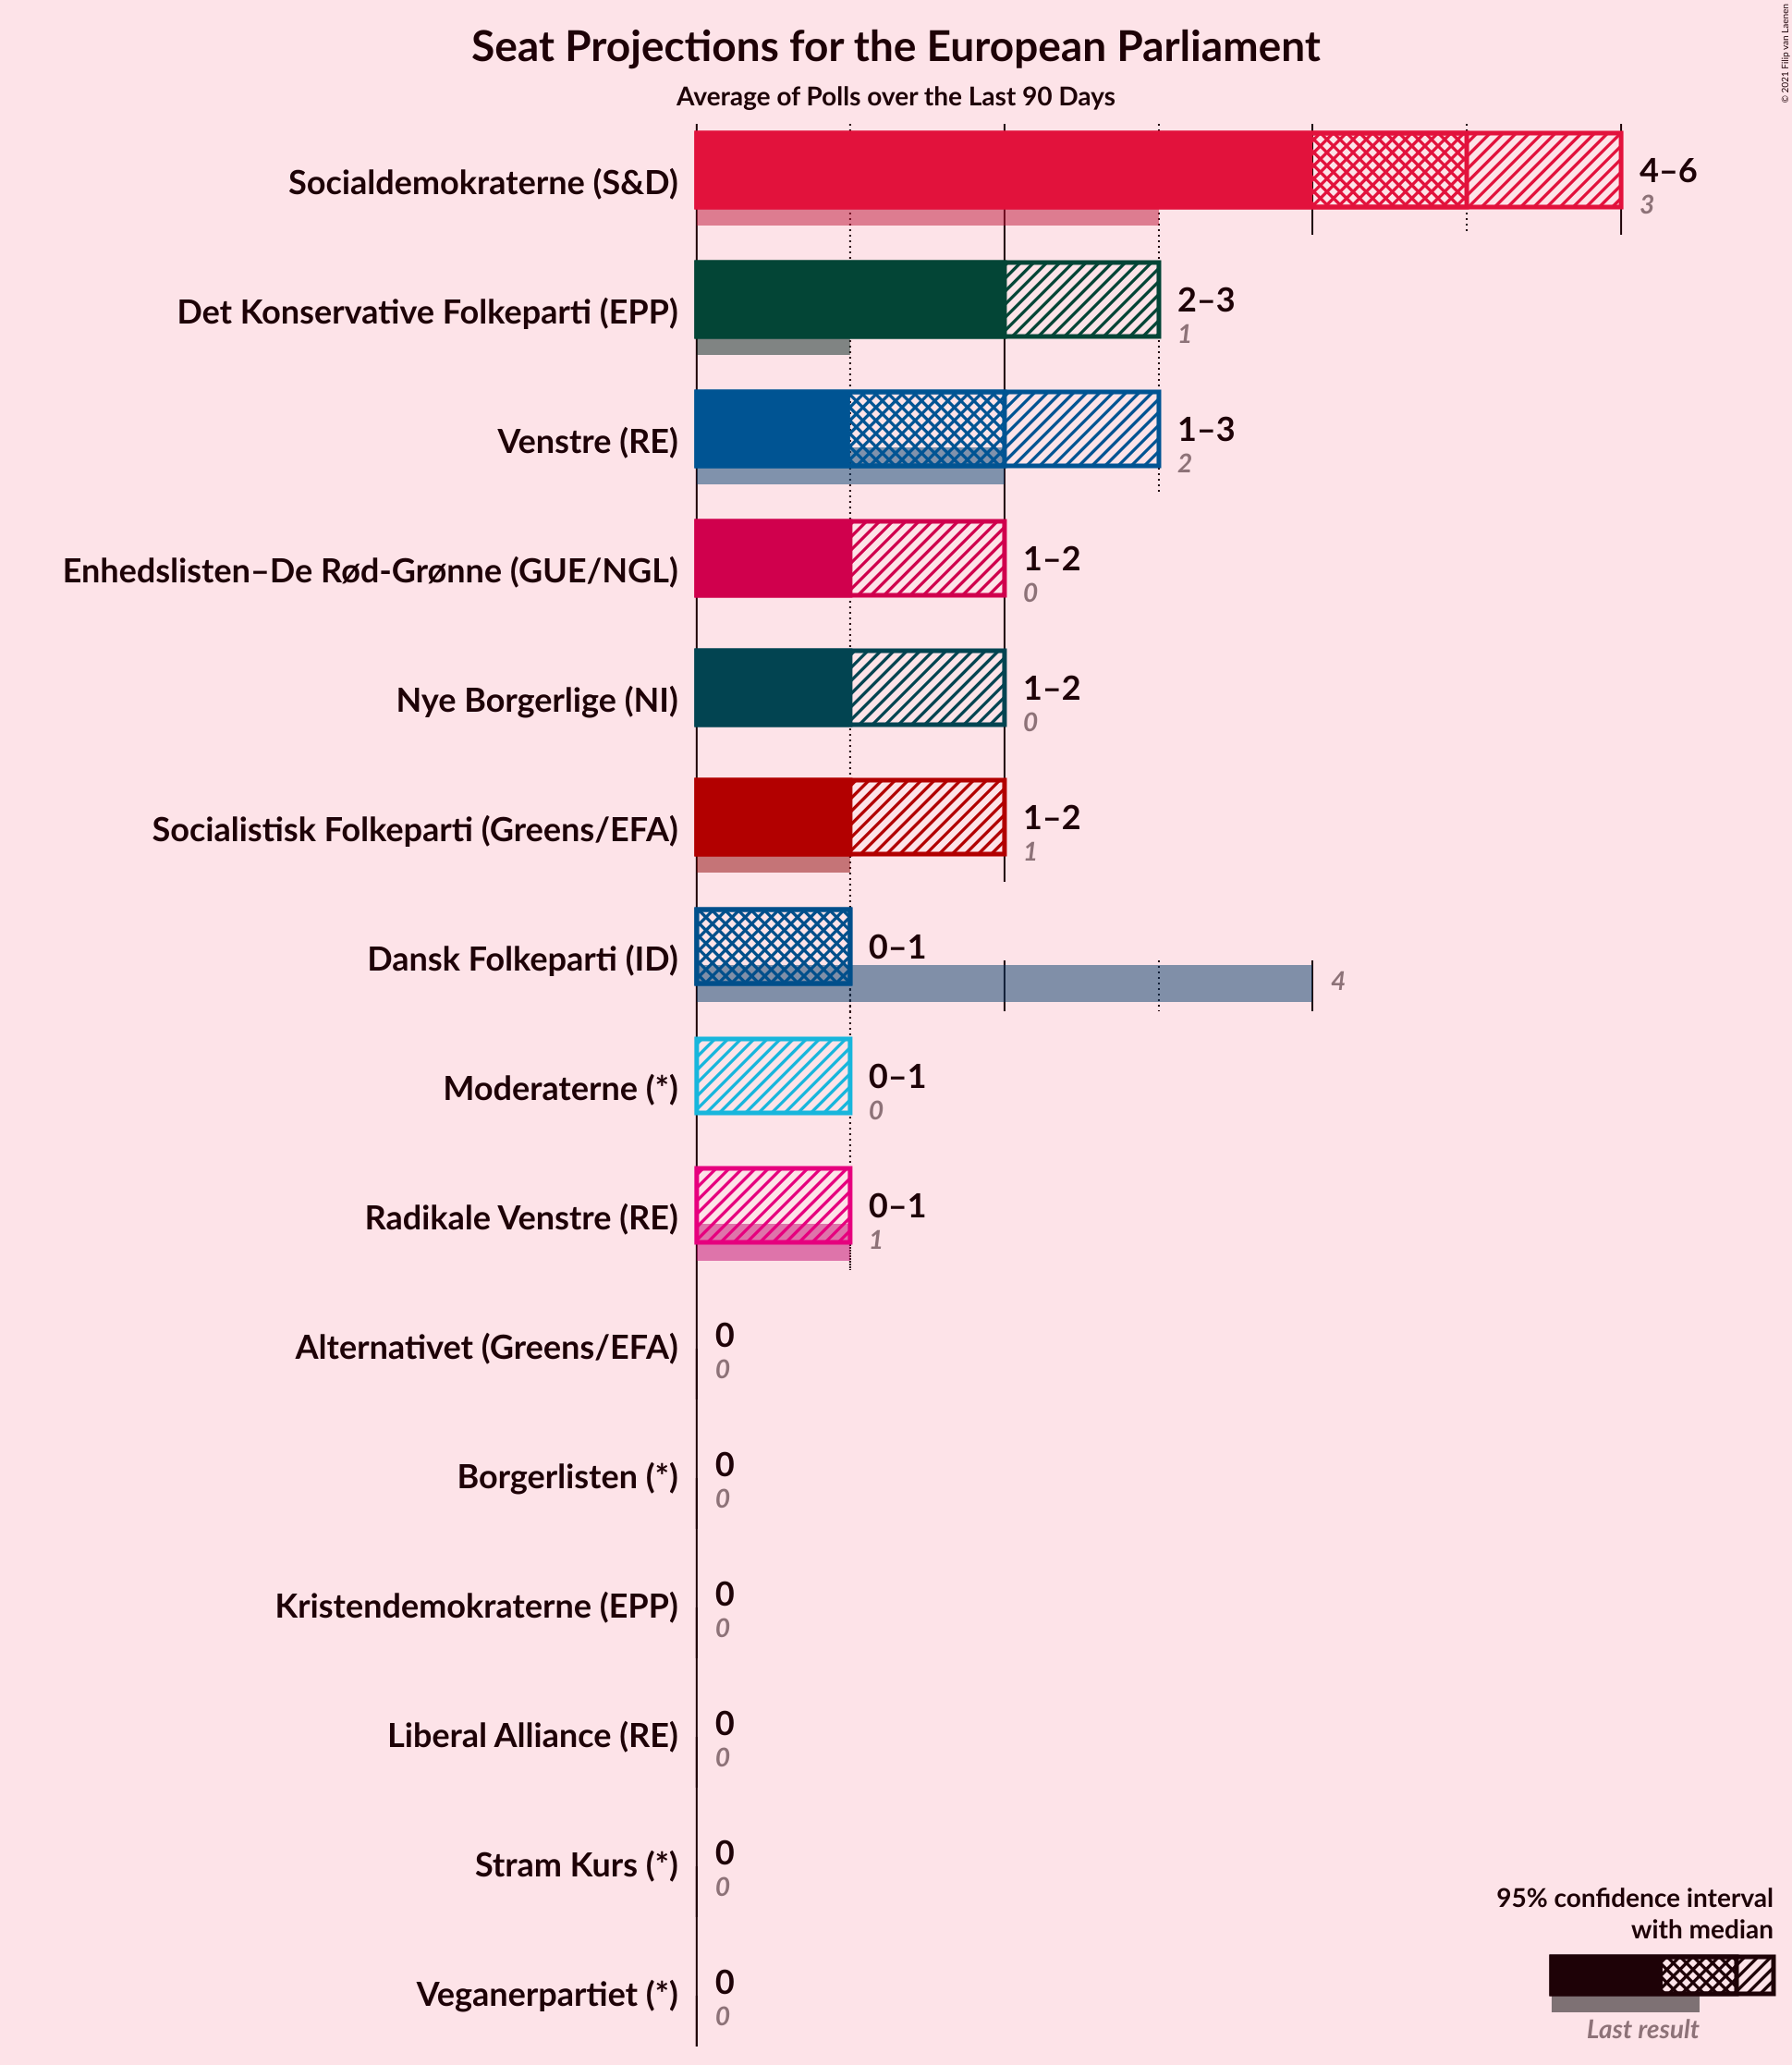 Seat Projections for the European Parliament
Average of Polls over the Last 90 Days
© 2021 Filip van Laenen
Socialdemokraterne (S&D)
4–6
3
Det Konservative Folkeparti (EPP)
2–3
1
Venstre (RE)
1–3
2
Enhedslisten–De Rød-Grønne (GUE/NGL)
1–2
0
Nye Borgerlige (NI)
1–2
0
Socialistisk Folkeparti (Greens/EFA)
1–2
1
Dansk Folkeparti (ID)
0–1
4
Moderaterne (*)
0–1
0
Radikale Venstre (RE)
0–1
1
Alternativet (Greens/EFA)
0
0
Borgerlisten (*)
0
0
Kristendemokraterne (EPP)
0
0
Liberal Alliance (RE)
0
0
Stram Kurs (*)
0
0
Veganerpartiet (*)
0
0
95% confidence interval
with median
Last result